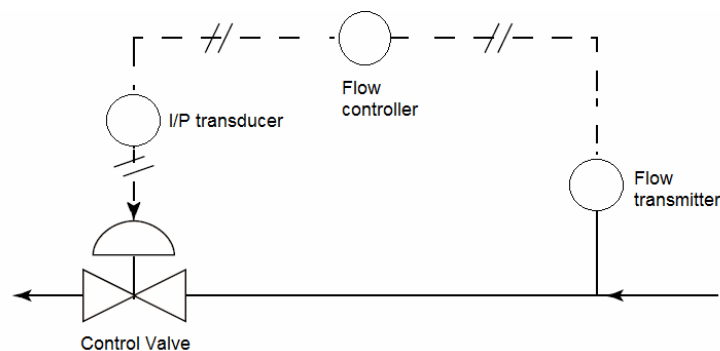 I/P transducer
Flow
controller
Flow
transmitter
Control Valve